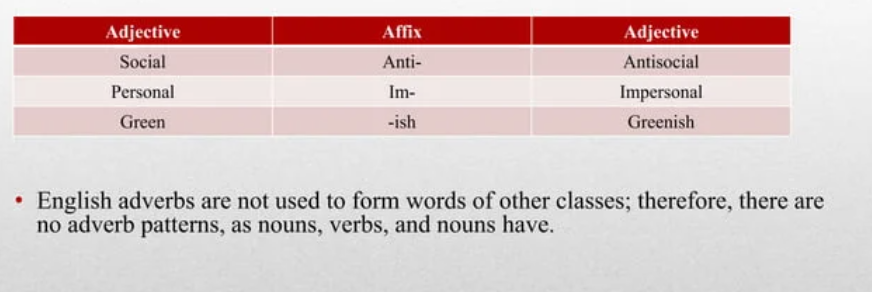 Adjective Affix Adjective
Social Anti- Antisocial
Personal Im- Impersonal
Green -ish Greenish
• English adverbs are not used to form words of other classes; therefore, there are
no adverb patterns, as nouns, verbs, and nouns have.